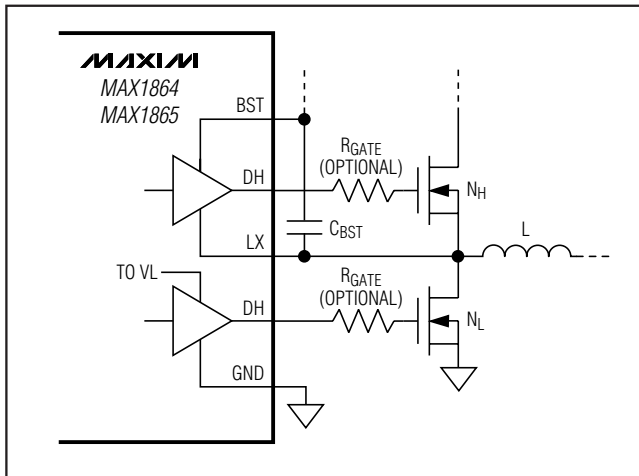 MAXIM
MAX1864
MAX1865
BST
RGATE
(OPTIONAL)
DH
NH
CBST
L
LX
TO VL
RGATE
(OPTIONAL)
DH
NL
GND